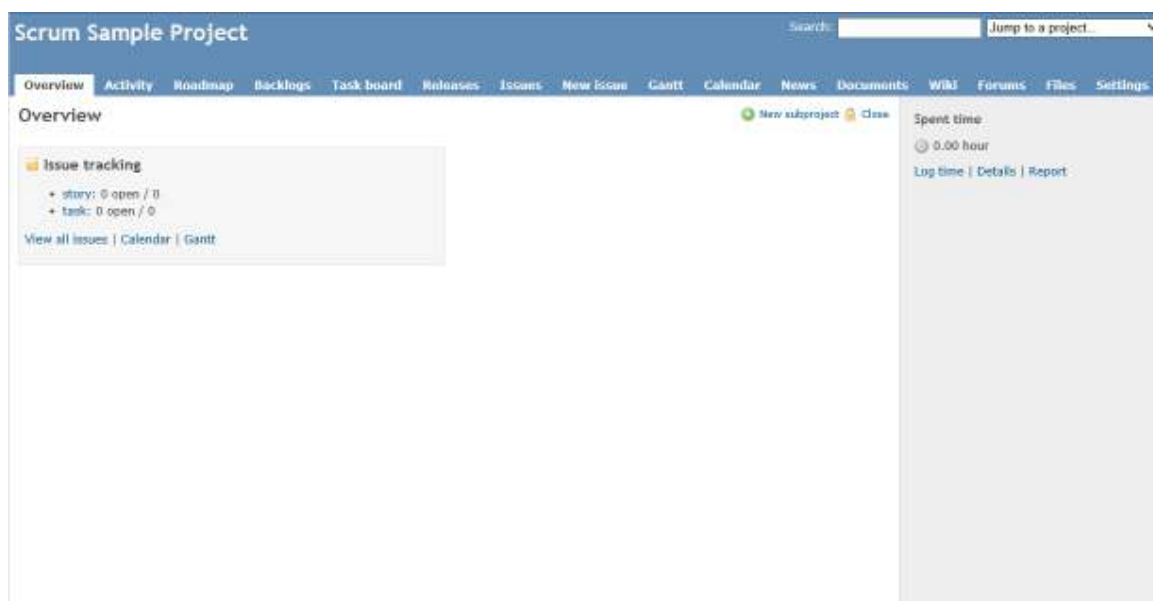 Scrum Sample Project
Search: Jump to a project...
Overview Activity Roadmap Backlogs Task board Releases Issues New issue Gantt Calendar News Documents Wiki Forums Files Settings
Overview
New subproject Close
Issue tracking
story: 0 open / 0
task: 0 open / 0
View all issues | Calendar | Gantt
Spent time
0.00 hour
Log time | Details | Report